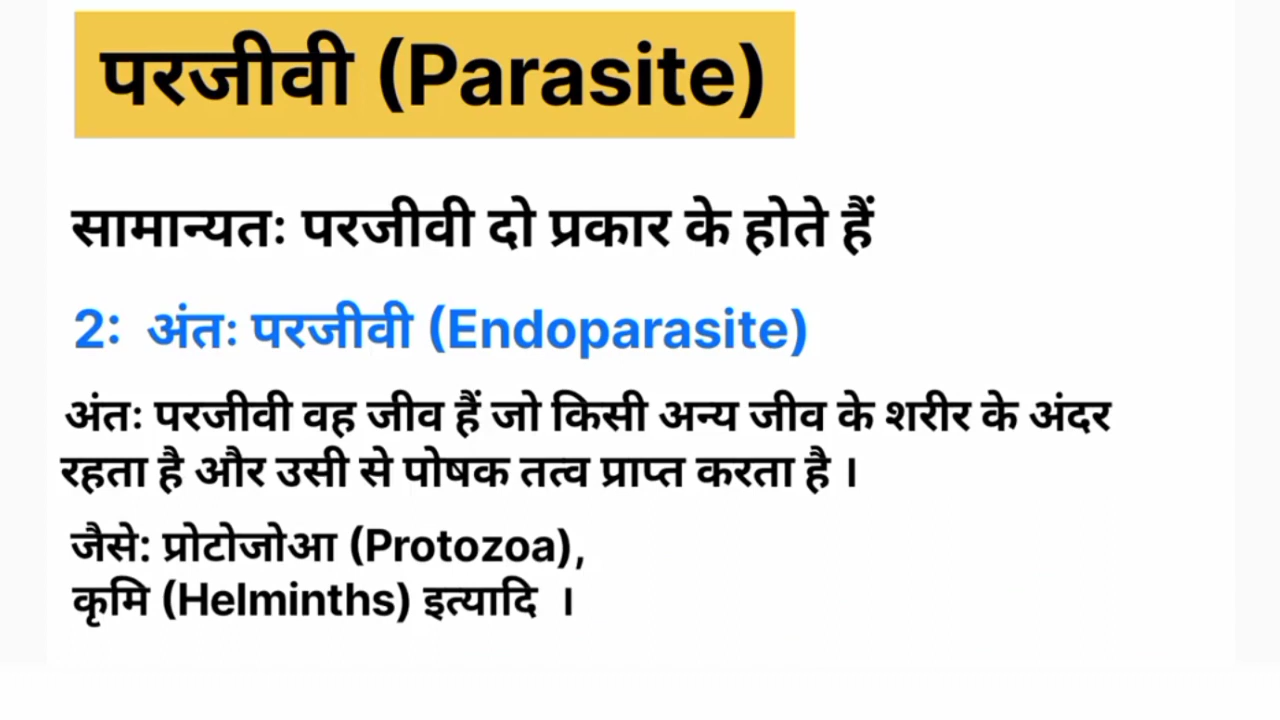 परजीवी (Parasite)
सामान्यतः परजीवी दो प्रकार के होते हैं
2: अंतः परजीवी (Endoparasite)
अंतः परजीवी वह जीव हैं जो किसी अन्य जीव के शरीर के अंदर
रहता है और उसी से पोषक तत्व प्राप्त करता है ।
जैसे: प्रोटोजोआ (Protozoa),
कृमि (Helminths) इत्यादि ।